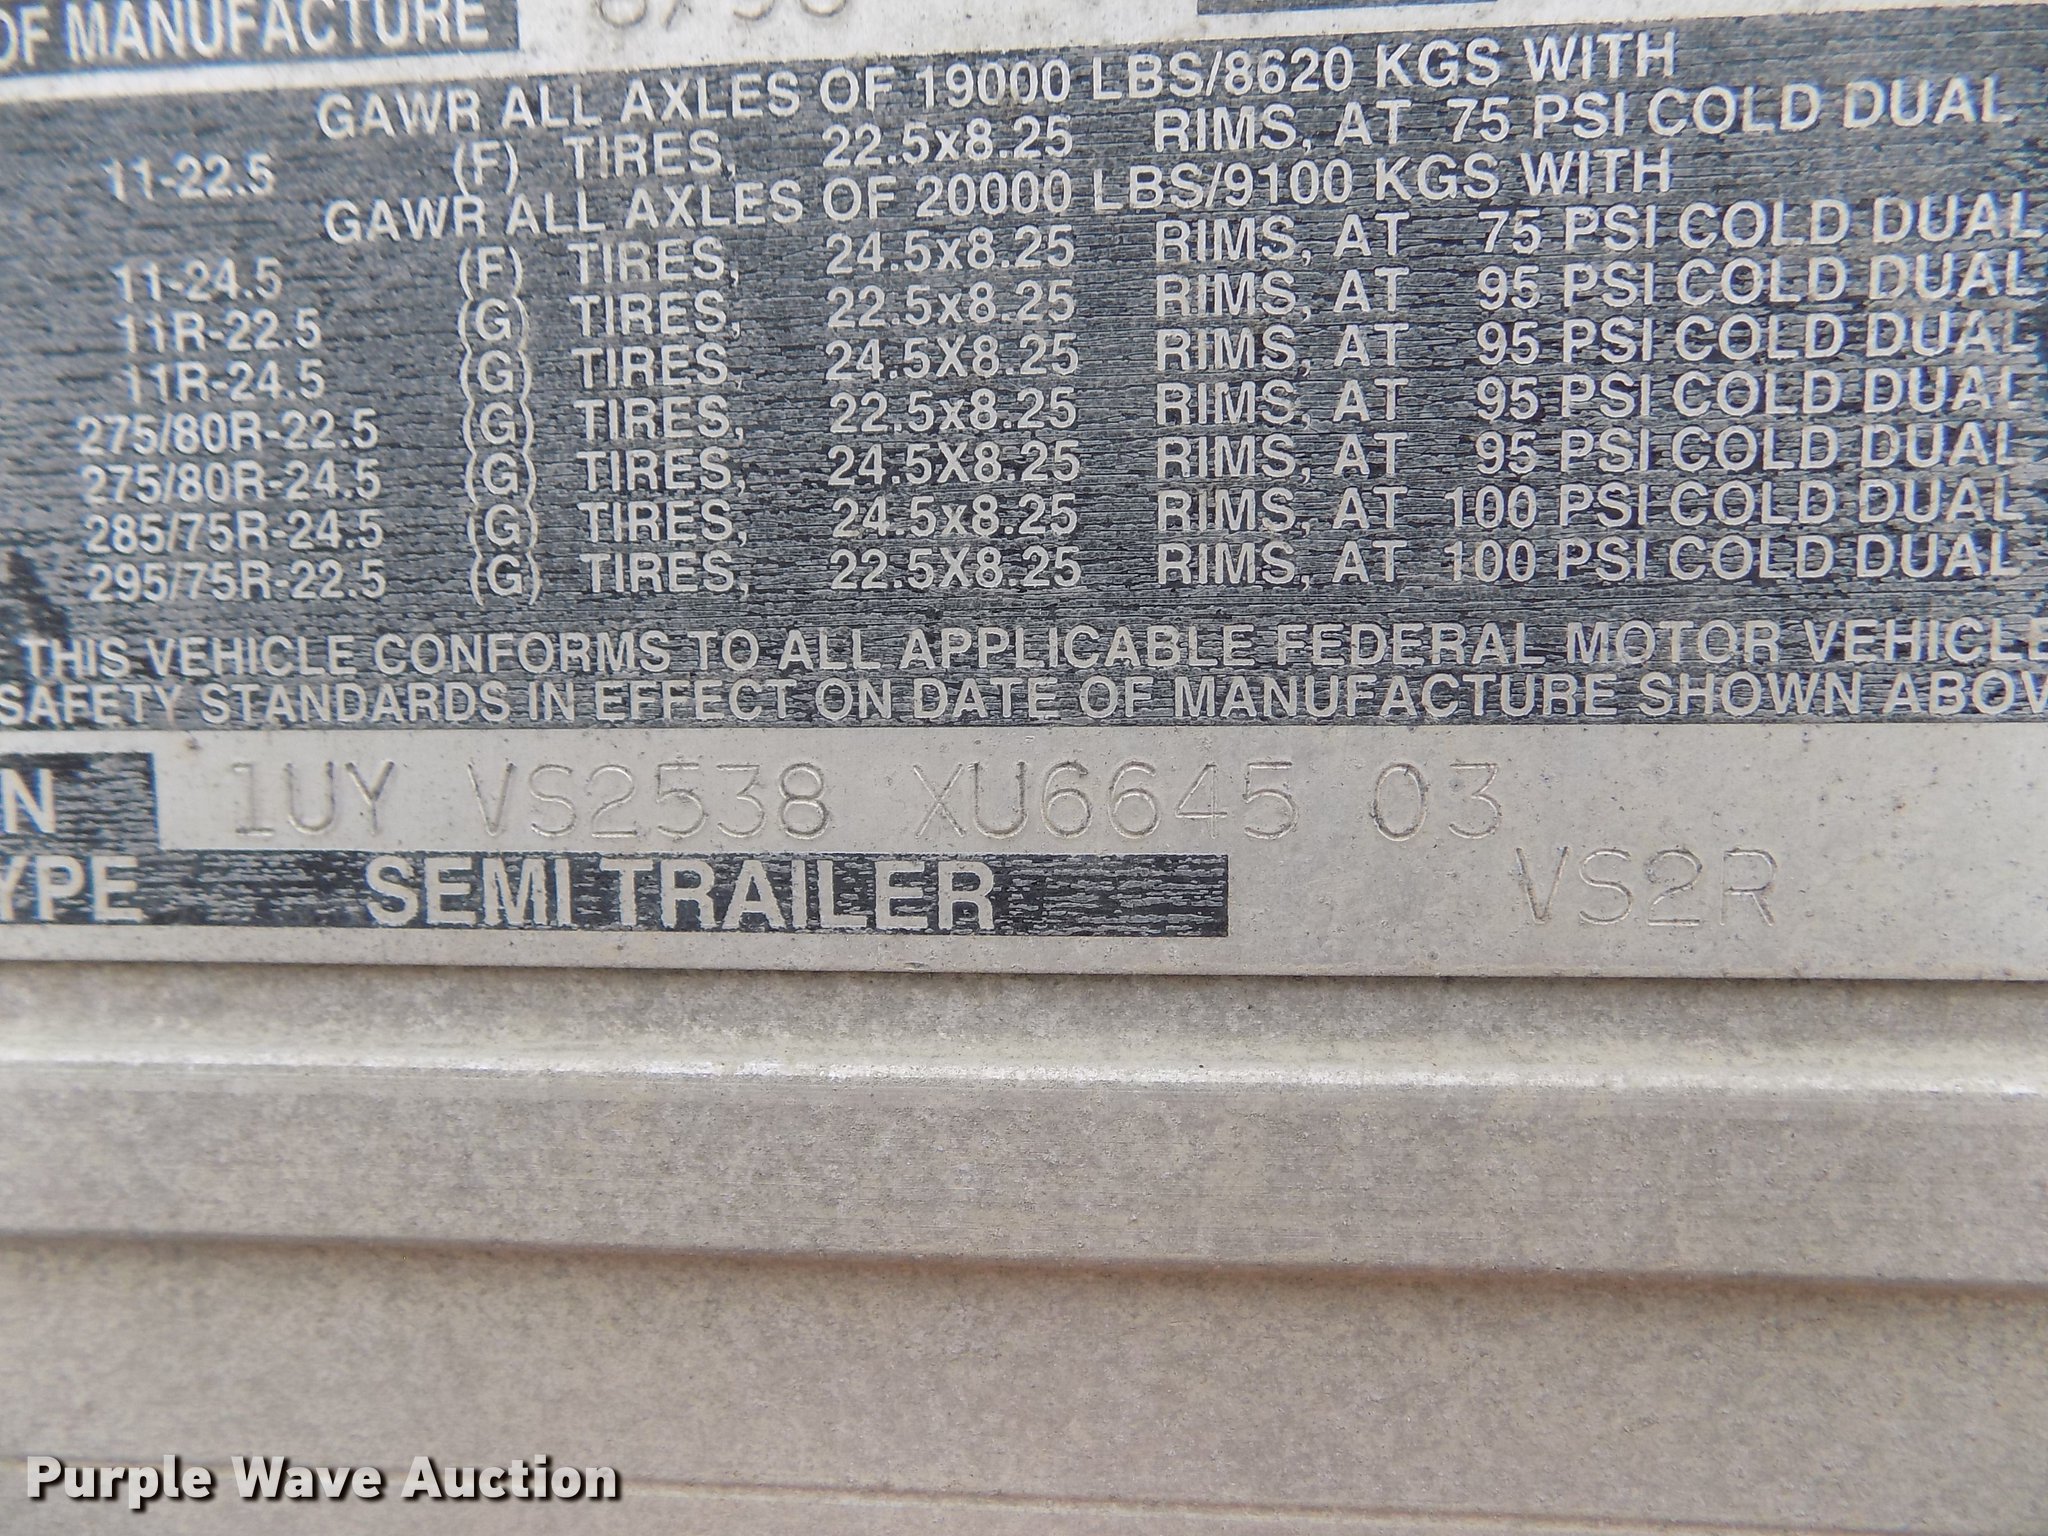 OF MANUFACTURE
GAWR ALL AXLES OF 19000 LBS/8620 KGS WITH
11-22.5 (F) TIRES, 22.5x8.25 RIMS, AT 75 PSI COLD DUAL
GAWR ALL AXLES OF 20000 LBS/9100 KGS WITH
11-24.5 (F) TIRES, 24.5x8.25 RIMS, AT 75 PSI COLD DUAL
11R-22.5 (G) TIRES, 22.5x8.25 RIMS, AT 95 PSI COLD DUAL
11R-24.5 (G) TIRES, 24.5X8.25 RIMS, AT 95 PSI COLD DUAL
275/80R-22.5 (G) TIRES, 22.5x8.25 RIMS, AT 95 PSI COLD DUAL
275/80R-24.5 (G) TIRES, 24.5X8.25 RIMS, AT 95 PSI COLD DUAL
285/75R-24.5 (G) TIRES, 24.5x8.25 RIMS, AT 100 PSI COLD DUAL
295/75R-22.5 (G) TIRES, 22.5X8.25 RIMS, AT 100 PSI COLD DUAL
THIS VEHICLE CONFORMS TO ALL APPLICABLE FEDERAL MOTOR VEHICLE
SAFETY STANDARDS IN EFFECT ON DATE OF MANUFACTURE SHOWN ABOV
N 1UY VS2538 XU6645 03
YPE SEMI TRAILER VS2R
Purple Wave Auction